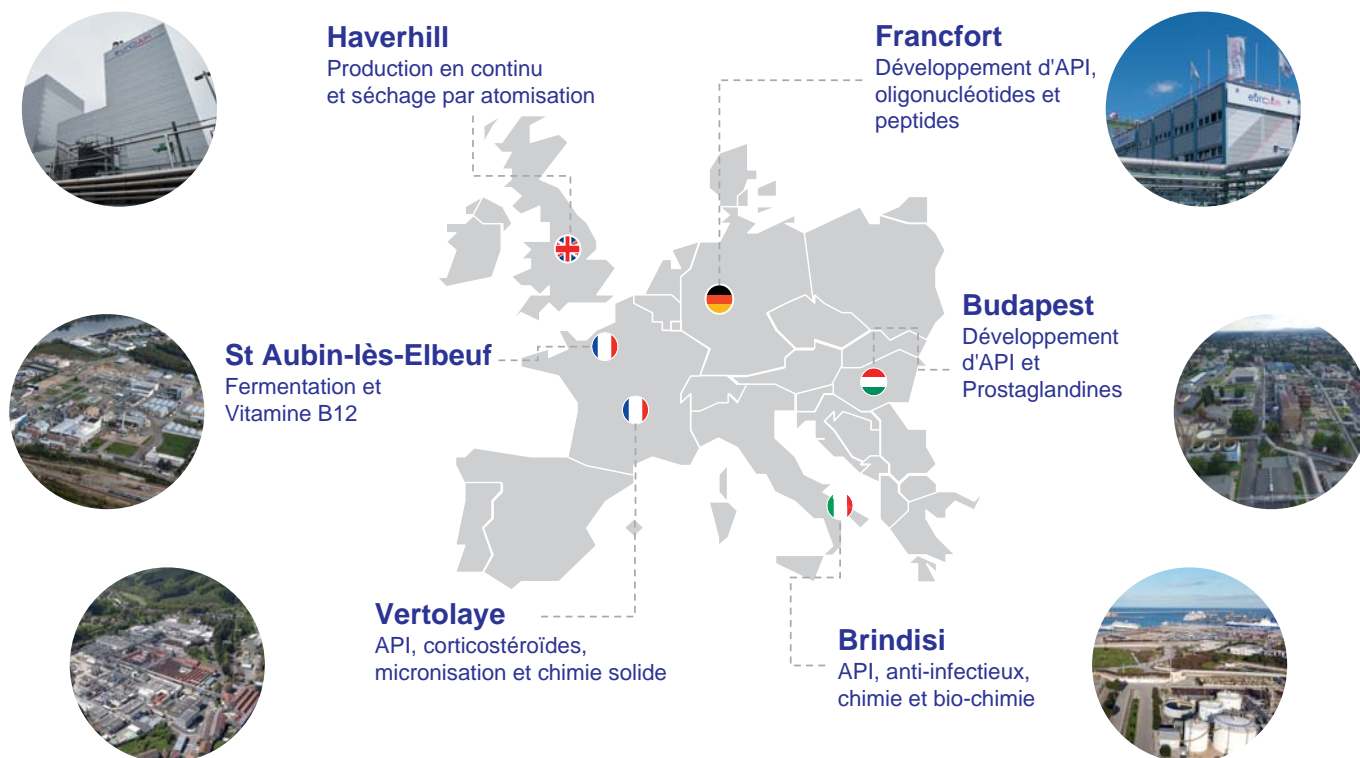 euroAPI
Haverhill
Production en continu
et séchage par atomisation
Francfort
Développement d'API,
oligonucléotides et
peptides
euroAPI
St Aubin-lès-Elbeuf
Fermentation et
Vitamine B12
Budapest
Développement
d'API et
Prostaglandines
Vertolaye
API, corticostéroïdes,
micronisation et chimie solide
Brindisi
API, anti-infectieux,
chimie et bio-chimie